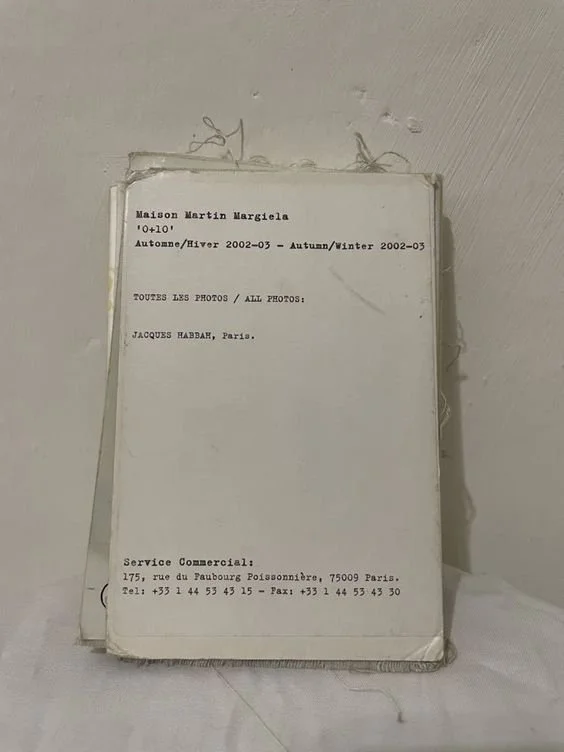 Maison Martin Margiela
'0+10'
Automne/Hiver 2002-03 - Autumn/Winter 2002-03
TOUTES LES PHOTOS / ALL PHOTOS:
JACQUES HABBAH, Paris.
Service Commercial:
175, rue du Faubourg Poissonnière, 75009 Paris.
Tel: +33 1 44 53 43 15 - Fax: +33 1 44 53 43 30